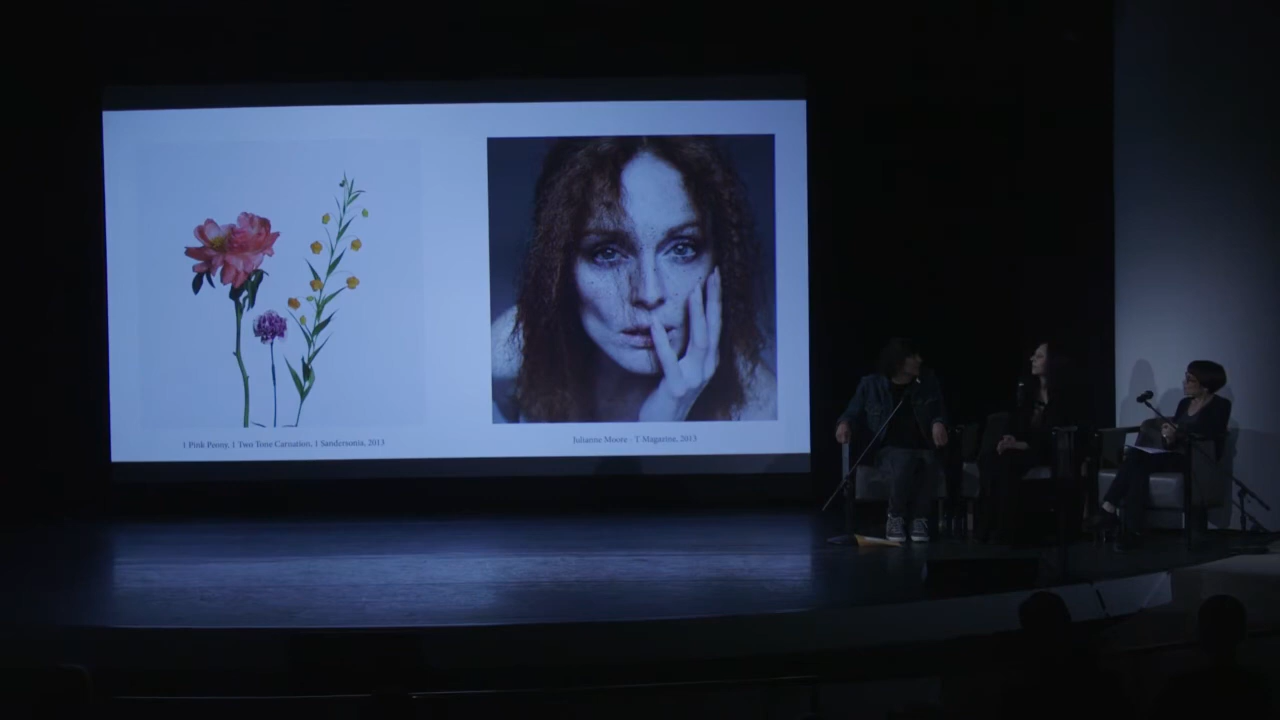 1 Pink Peony, 1 Two Tone Carnation, 1 Sandersonia, 2013
Julianne Moore - T Magazine, 2013